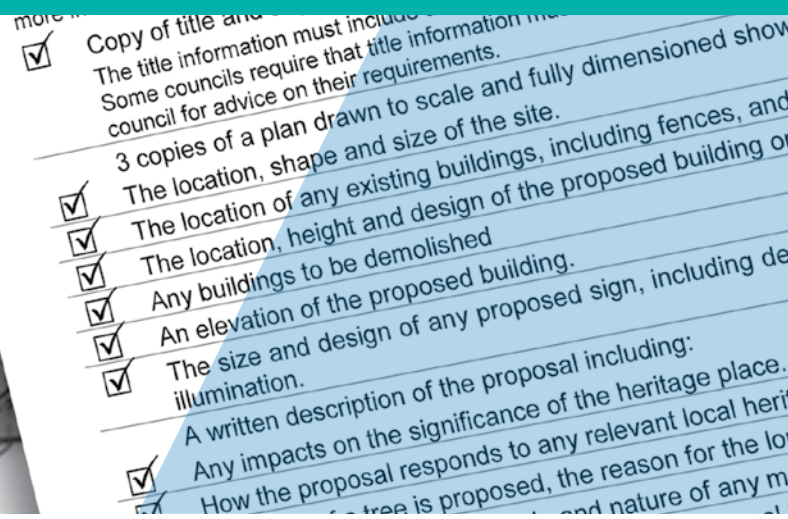 more
Copy of title and
The title information must include
Some councils require that title information must
council for advice on their requirements.
3 copies of a plan drawn to scale and fully dimensioned show
The location, shape and size of the site.
The location of any existing buildings, including fences, and
The location, height and design of the proposed building or
Any buildings to be demolished
An elevation of the proposed building.
The size and design of any proposed sign, including de
illumination.
A written description of the proposal including:
Any impacts on the significance of the heritage place.
How the proposal responds to any relevant local herit
tree is proposed, the reason for the lo
and nature of any m